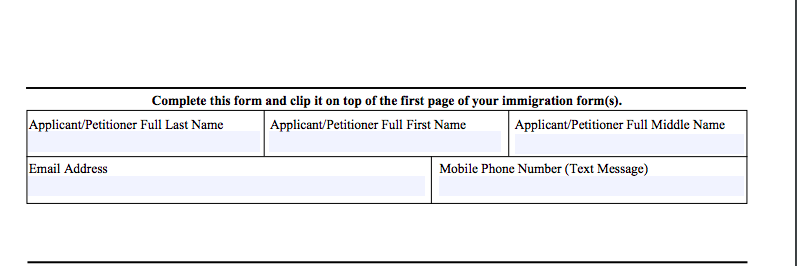 Complete this form and clip it on top of the first page of your immigration form(s).
Applicant/Petitioner Full Last Name
Applicant/Petitioner Full First Name
Applicant/Petitioner Full Middle Name
Email Address
Mobile Phone Number (Text Message)